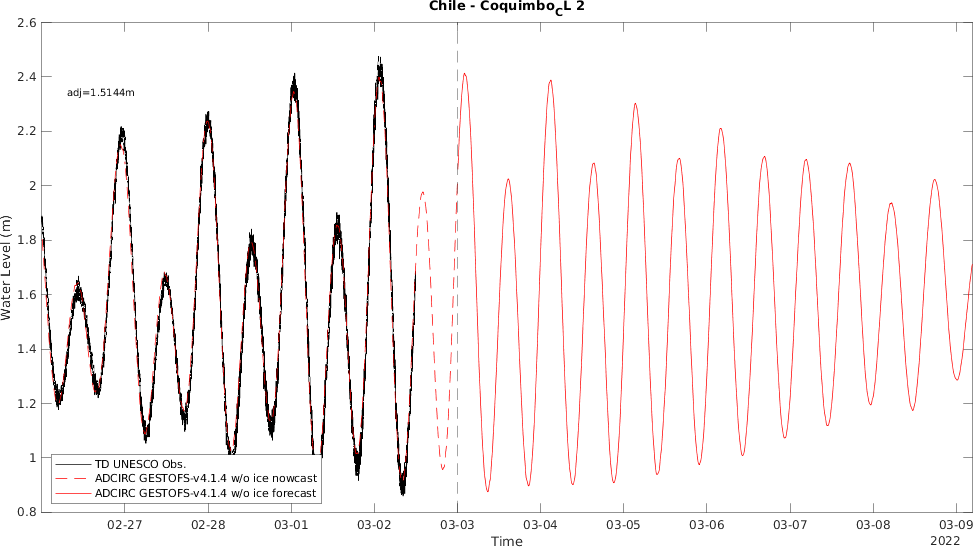 Chile - Coquimbo_CL 2
2.6
2.4
2.2
2
1.8
1.6
1.4
1.2
1
0.8
Water Level (m)
adj=1.5144m
TD UNESCO Obs.
ADCIRC GESTOFS-v4.1.4 w/o ice nowcast
ADCIRC GESTOFS-v4.1.4 w/o ice forecast
02-27 02-28 03-01 03-02 03-03 03-04 03-05 03-06 03-07 03-08 03-09
Time
2022